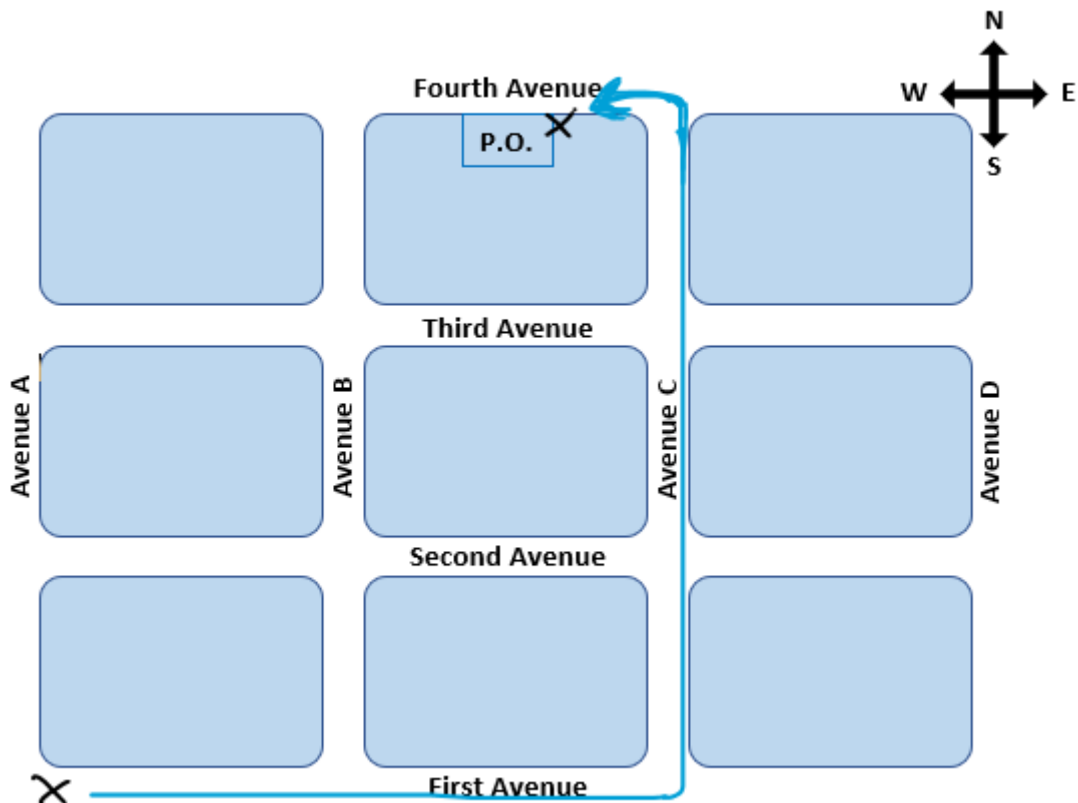 N
Fourth Avenue
W
E
P.O.
S
Third Avenue
Avenue A
Avenue B
Avenue C
Avenue D
Second Avenue
First Avenue